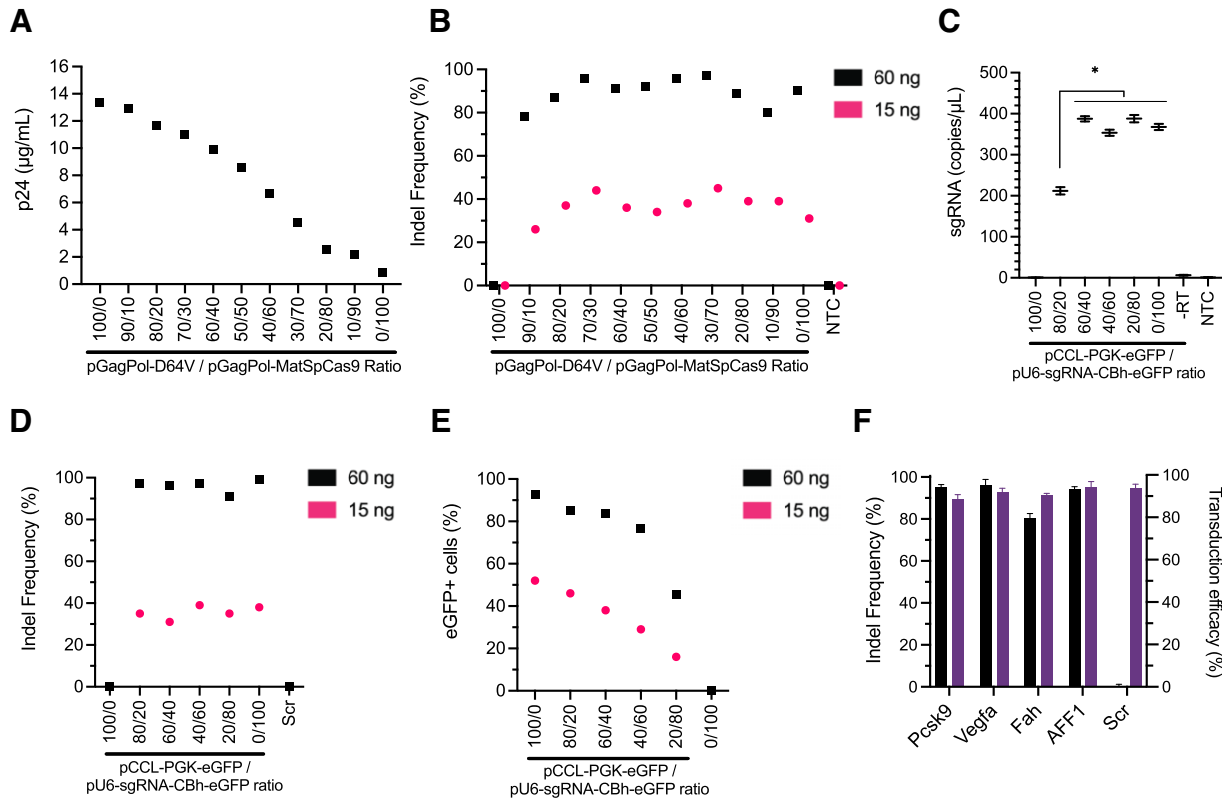 A
p24 (μg/mL)
16
14
12
10
8
6
4
2
0
100/0
90/10
80/20
70/30
60/40
50/50
40/60
30/70
20/80
10/90
0/100
pGagPol-D64V / pGagPol-MatSpCas9 Ratio
B
Indel Frequency (%)
100
80
60
40
20
0
100/0
90/10
80/20
70/30
60/40
50/50
40/60
30/70
20/80
10/90
0/100
NTC
pGagPol-D64V / pGagPol-MatSpCas9 Ratio
60 ng
15 ng
C
sgRNA (copies/μL)
500
400
300
200
100
0
*
100/0
80/20
60/40
40/60
20/80
0/100
-RT
NTC
pCCL-PGK-eGFP /
pU6-sgRNA-CBh-eGFP ratio
D
Indel Frequency (%)
100
80
60
40
20
0
100/0
80/20
60/40
40/60
20/80
0/100
Scr
pCCL-PGK-eGFP /
pU6-sgRNA-CBh-eGFP ratio
60 ng
15 ng
E
eGFP+ cells (%)
100
80
60
40
20
0
100/0
80/20
60/40
40/60
20/80
0/100
pCCL-PGK-eGFP /
pU6-sgRNA-CBh-eGFP ratio
60 ng
15 ng
F
Indel Frequency (%)
100
80
60
40
20
0
Pcsk9
Vegfa
Fah
AFF1
Scr
100
80
60
40
20
0
Transduction efficacy (%)